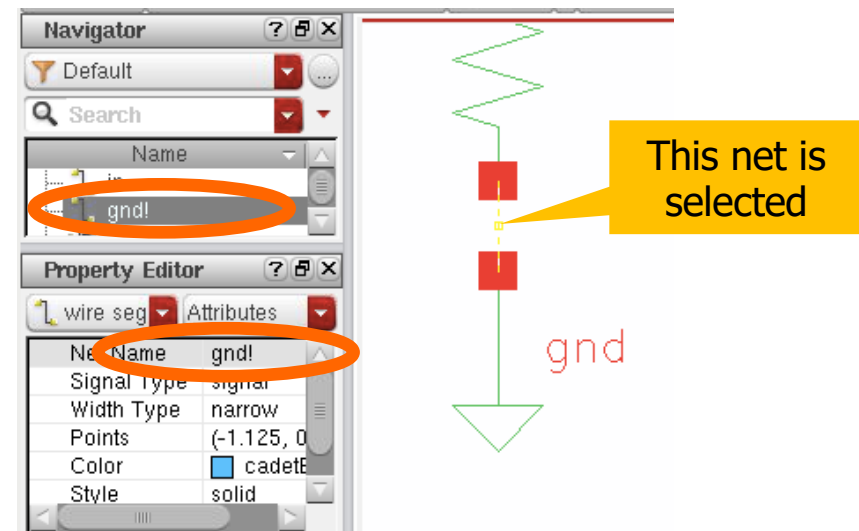 Navigator
Default
...
Search
Name
in
gnd!
Property Editor
wire seg Attributes
Net Name gnd!
Signal Type signal
Width Type narrow
Points (-1.125, 0
Color cadetB
Style solid
This net is
selected
gnd